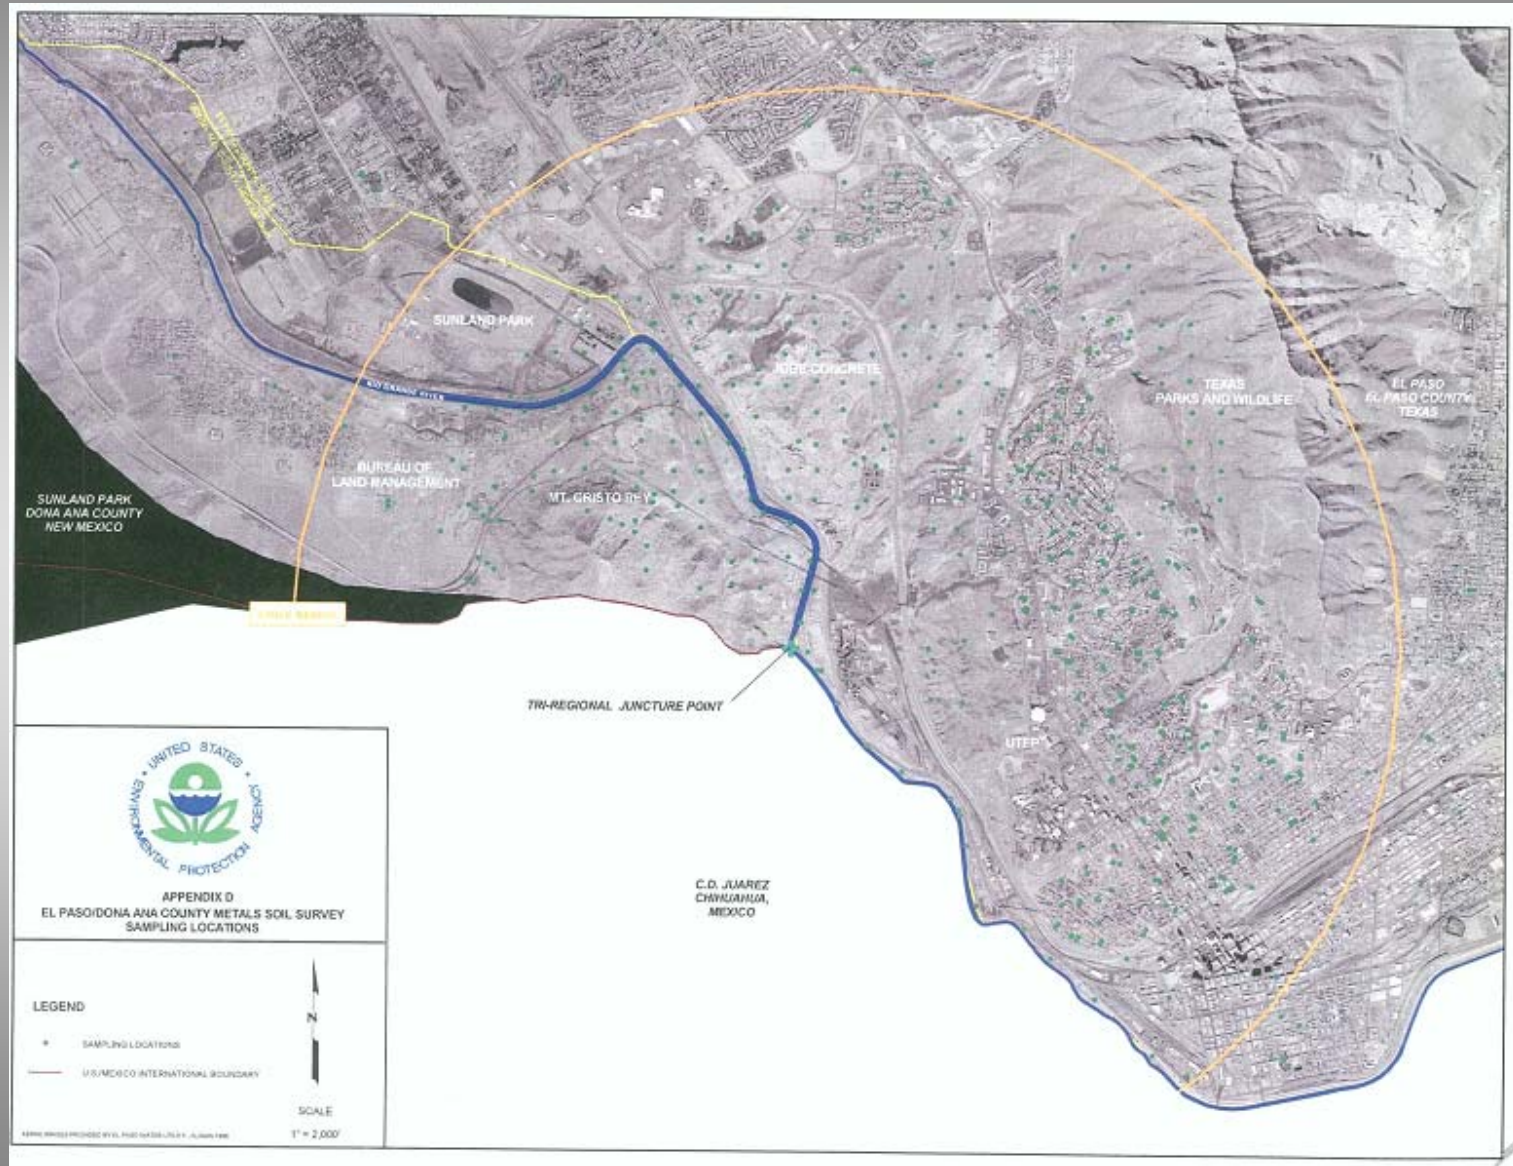 SUNLAND PARK
RIO GRANDE RIVER
JOBE CONCRETE
TEXAS
PARKS AND WILDLIFE
EL PASO
EL PASO COUNTY,
TEXAS
BUREAU OF
LAND MANAGEMENT
MT. CRISTO REY
SUNLAND PARK
DONA ANA COUNTY
NEW MEXICO
TRI-REGIONAL JUNCTURE POINT
UTEP
C.D. JUAREZ
CHIHUAHUA,
MEXICO
UNITED STATES
ENVIRONMENTAL PROTECTION AGENCY
APPENDIX D
EL PASO/DONA ANA COUNTY METALS SOIL SURVEY
SAMPLING LOCATIONS
LEGEND
SAMPLING LOCATIONS
U.S./MEXICO INTERNATIONAL BOUNDARY
N
SCALE
1" = 2,000'